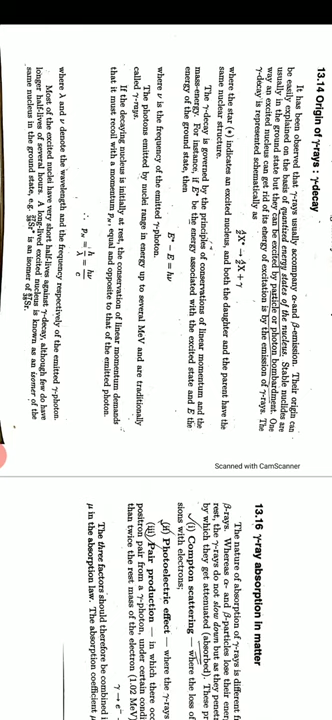 13.14 Origin of γ-rays : γ-decay
It has been observed that γ-rays usually accompany α-and β-emission. Their origin can
be easily explained on the basis of quantized energy states of the nucleus. Stable nuclides are
usually in the ground state but they can be excited by particle or photon bombardment. One
way an excited nucleus can get rid of its energy of excitation is by the emission of γ-rays. The
γ-decay is represented schematically as
ᴬ_Z X* → ᴬ_Z X + γ
where the star (*) indicates an excited nucleus, and both the daughter and the parent have the
same nuclear structure.
The γ-decay is governed by the principles of conservations of linear momentum and the
mass-energy. For instance, if E* be the energy associated with the excited state and E the
energy of the ground state, then
E* − E = hν
where ν is the frequency of the emitted γ-photon.
The photons emitted by nuclei range in energy up to several MeV and are traditionally
called γ-rays.
If the decaying nucleus is initially at rest, the conservation of linear momentum demands
that it must recoil with a momentum pₙ, equal and opposite to that of the emitted photon.
∴ pₙ = h/λ = hν/c
where λ and ν denote the wavelength and the frequency respectively of the emitted γ-photon.
Most of the excited nuclei have very short half-lives against γ-decay, although few do have
longer half-lives of several hours. A long-lived excited nucleus is known as an isomer of the
same nucleus in the ground state, e.g. ⁸⁷₃₈Sr* is an isomer of ⁸⁷₃₈Sr.
Scanned with CamScanner
13.16 γ-ray absorption in matter
The nature of absorption of γ-rays is different f
β-rays. Whereas α- and β-particles lose their ener
rest, the γ-rays do not slow down but as they penet
by which they get attenuated (absorbed). These pr
(i) Compton scattering — where the loss of
sions with electrons;
(ii) Photoelectric effect — where the γ-rays
(iii) Pair production — in which there occ
positron pair from a γ-photon, under certain condi
than twice the rest mass of the electron (1.02 MeV)
γ → e⁻
The three factors should therefore be combined i
μ in the absorption law. The absorption coefficient μ